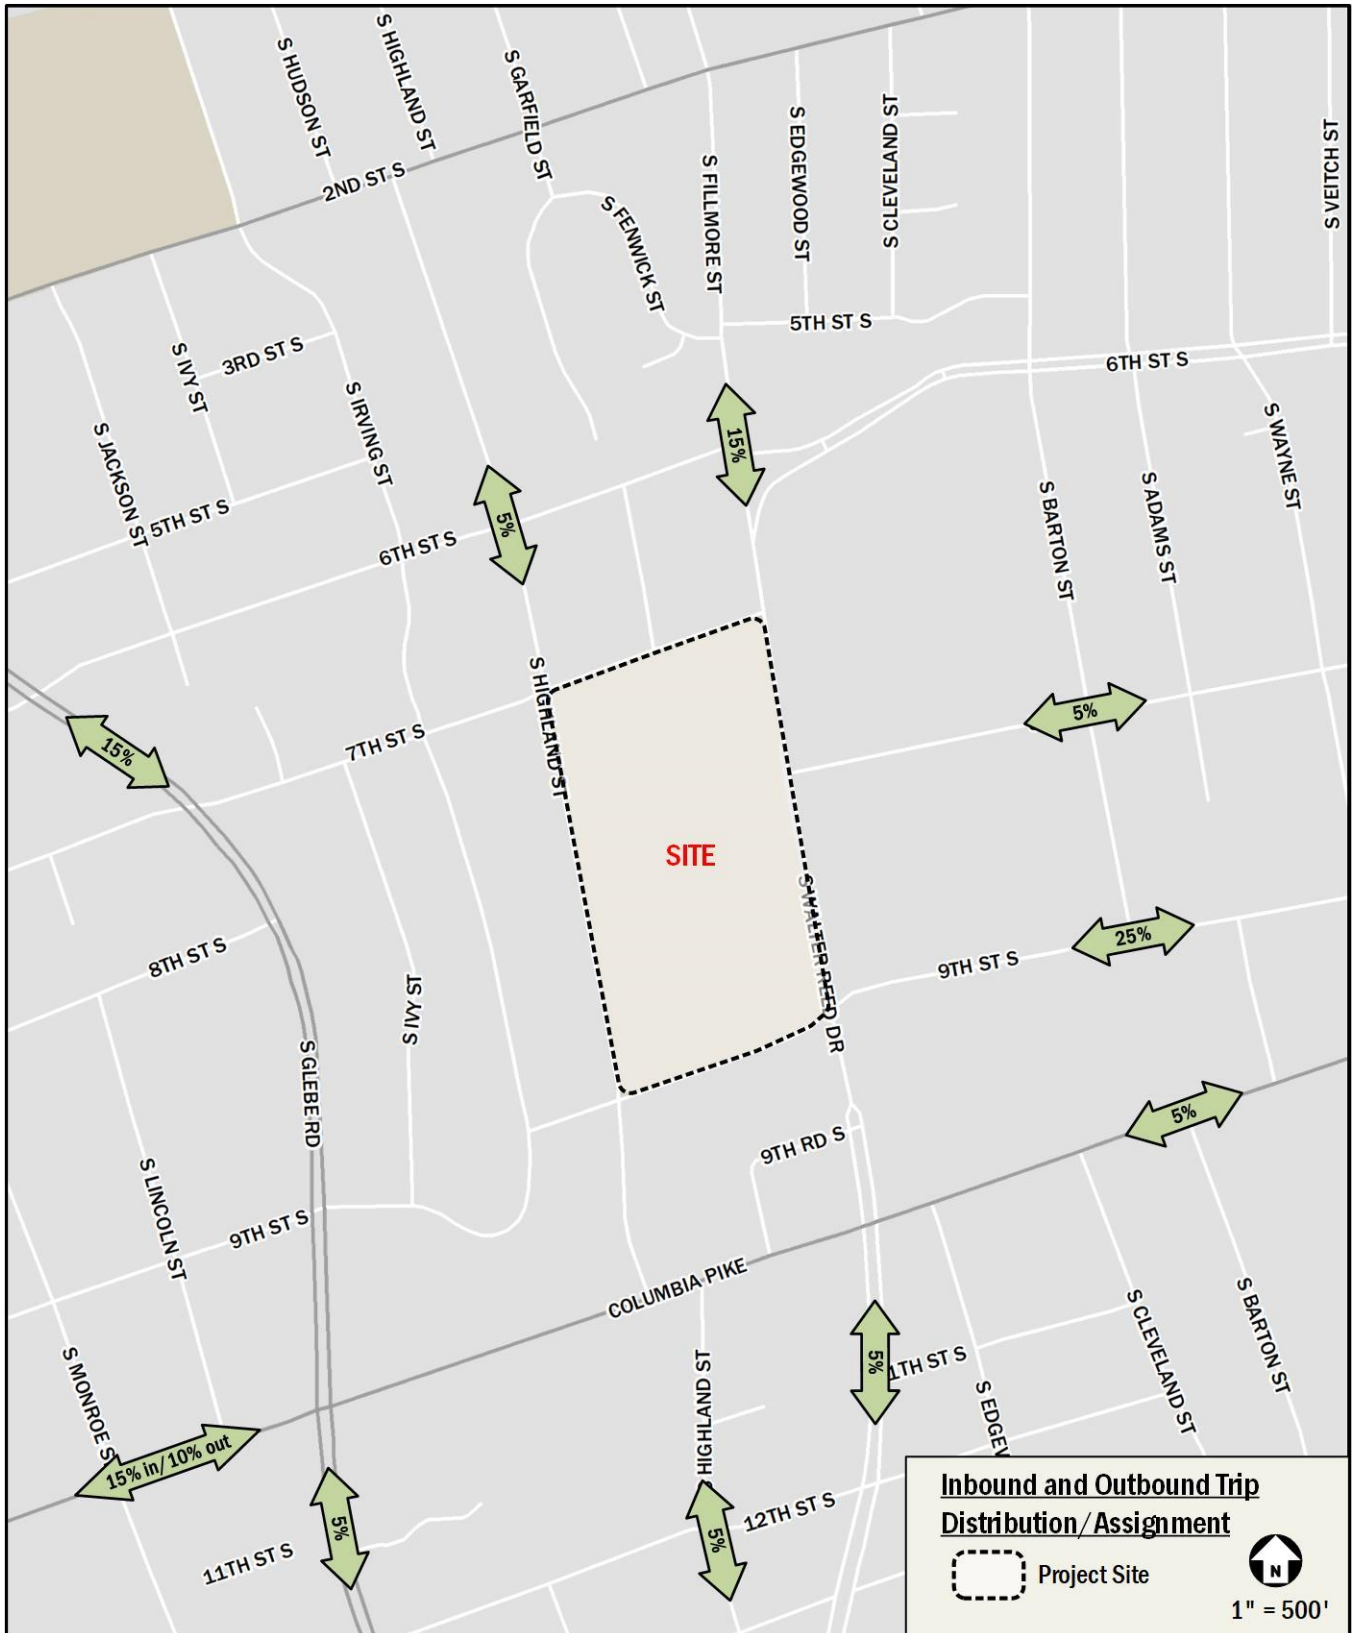 S HUDSON ST
S HIGHLAND ST
S GARFIELD ST
2ND ST S
S FENWICK ST
S FILLMORE ST
S EDGEWOOD ST
S CLEVELAND ST
S VEITCH ST
5TH ST S
3RD ST S
S IVY ST
S IRVING ST
6TH ST S
S JACKSON ST
5TH ST S
6TH ST S
15%
5%
S BARTON ST
S ADAMS ST
S WAYNE ST
15%
7TH ST S
S HIGHLAND ST
5%
SITE
8TH ST S
S IVY ST
S WALTER REED DR
25%
9TH ST S
S GLEBE RD
5%
9TH RD S
S LINCOLN ST
9TH ST S
COLUMBIA PIKE
S MONROE S
15% in/10% out
5%
S HIGHLAND ST
5%
1TH ST S
S EDGEW
S CLEVELAND ST
S BARTON ST
5%
12TH ST S
11TH ST S
Inbound and Outbound Trip
Distribution/Assignment
Project Site
N
1" = 500'